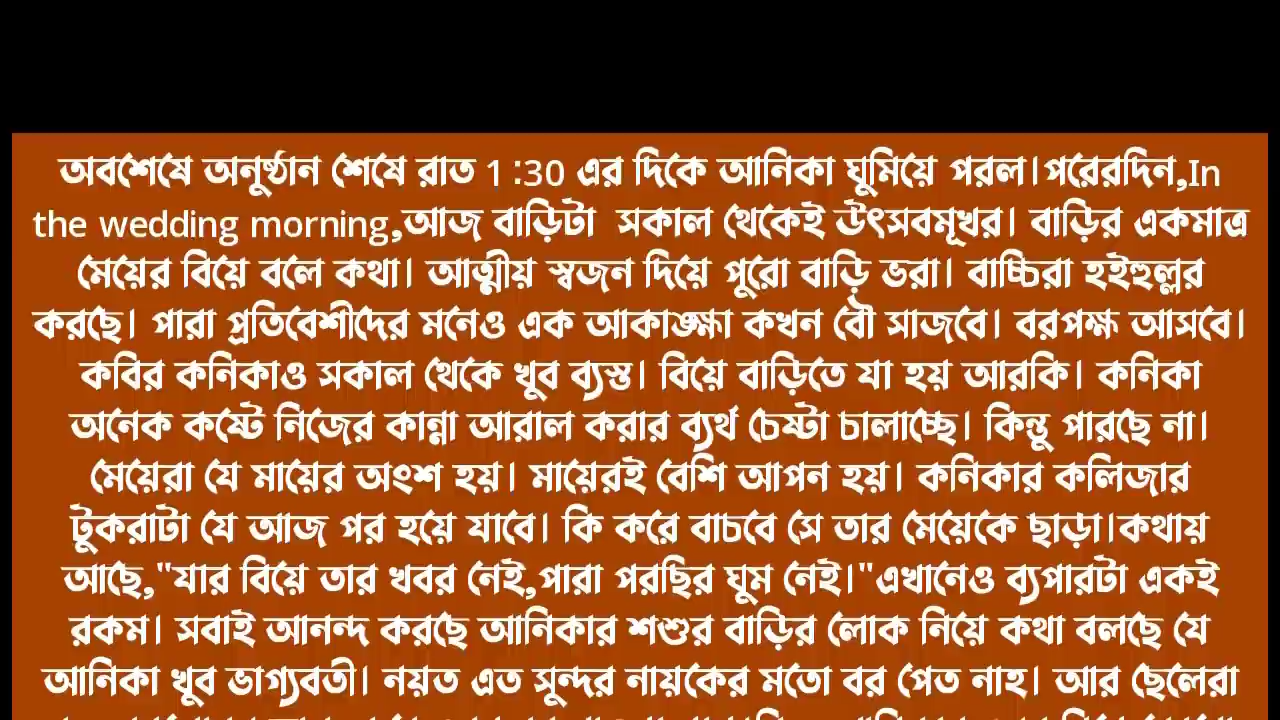 অবশেষে অনুষ্ঠান শেষে রাত 1:30 এর দিকে আনিকা ঘুমিয়ে পরল।পরেরদিন,In
the wedding morning,আজ বাড়িটা সকাল থেকেই উৎসবমূখর। বাড়ির একমাত্র
মেয়ের বিয়ে বলে কথা। আত্মীয় স্বজন দিয়ে পুরো বাড়ি ভরা। বাচ্চিরা হইহুল্লর
করছে। পারা প্রতিবেশীদের মনেও এক আকাঙ্ক্ষা কখন বৌ সাজবে। বরপক্ষ আসবে।
কবির কনিকাও সকাল থেকে খুব ব্যস্ত। বিয়ে বাড়িতে যা হয় আরকি। কনিকা
অনেক কষ্টে নিজের কান্না আরাল করার ব্যর্থ চেষ্টা চালাচ্ছে। কিন্তু পারছে না।
মেয়েরা যে মায়ের অংশ হয়। মায়েরই বেশি আপন হয়। কনিকার কলিজার
টুকরাটা যে আজ পর হয়ে যাবে। কি করে বাচবে সে তার মেয়েকে ছাড়া।কথায়
আছে,"যার বিয়ে তার খবর নেই,পারা পরছির ঘুম নেই।"এখানেও ব্যপারটা একই
রকম। সবাই আনন্দ করছে আনিকার শশুর বাড়ির লোক নিয়ে কথা বলছে যে
আনিকা খুব ভাগ্যবতী। নয়ত এত সুন্দর নায়কের মতো বর পেত নাহ। আর ছেলেরা